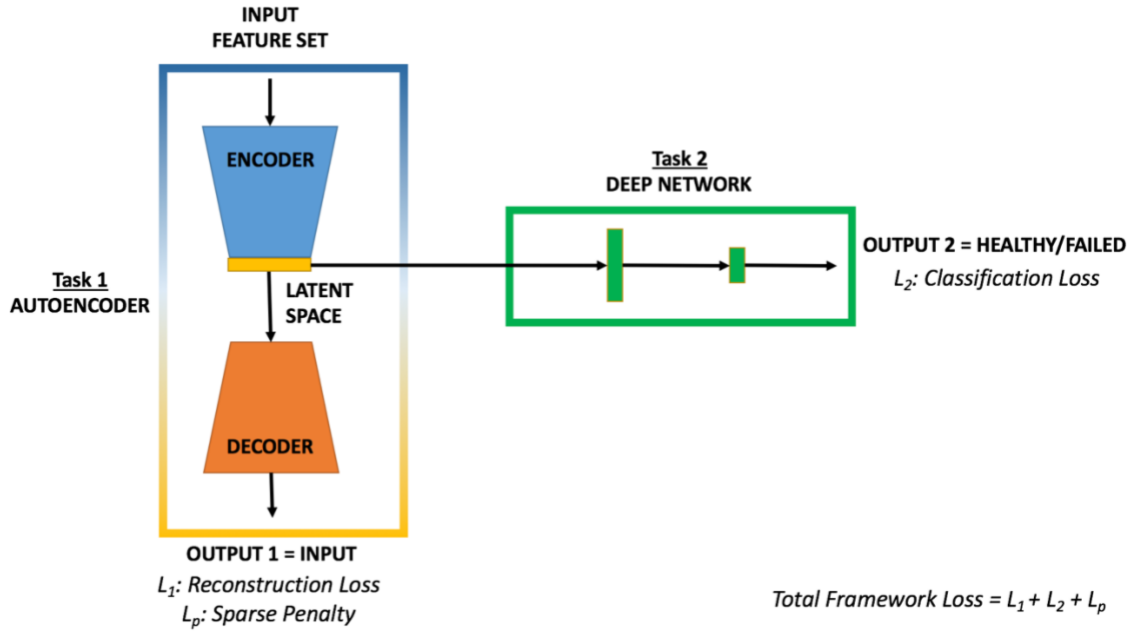 INPUT
FEATURE SET
ENCODER
Task 1
AUTOENCODER
LATENT
SPACE
DECODER
OUTPUT 1 = INPUT
L₁: Reconstruction Loss
Lₚ: Sparse Penalty
Task 2
DEEP NETWORK
OUTPUT 2 = HEALTHY/FAILED
L₂: Classification Loss
Total Framework Loss = L₁ + L₂ + Lₚ